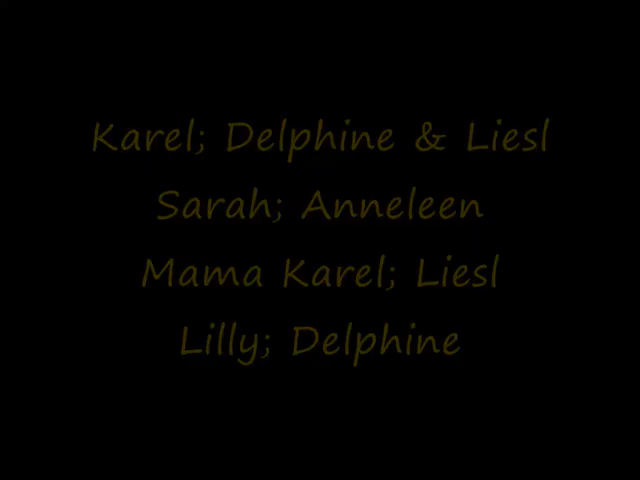 Karel; Delphine & Liesl
Sarah; Anneleen
Mama Karel; Liesl
Lilly; Delphine